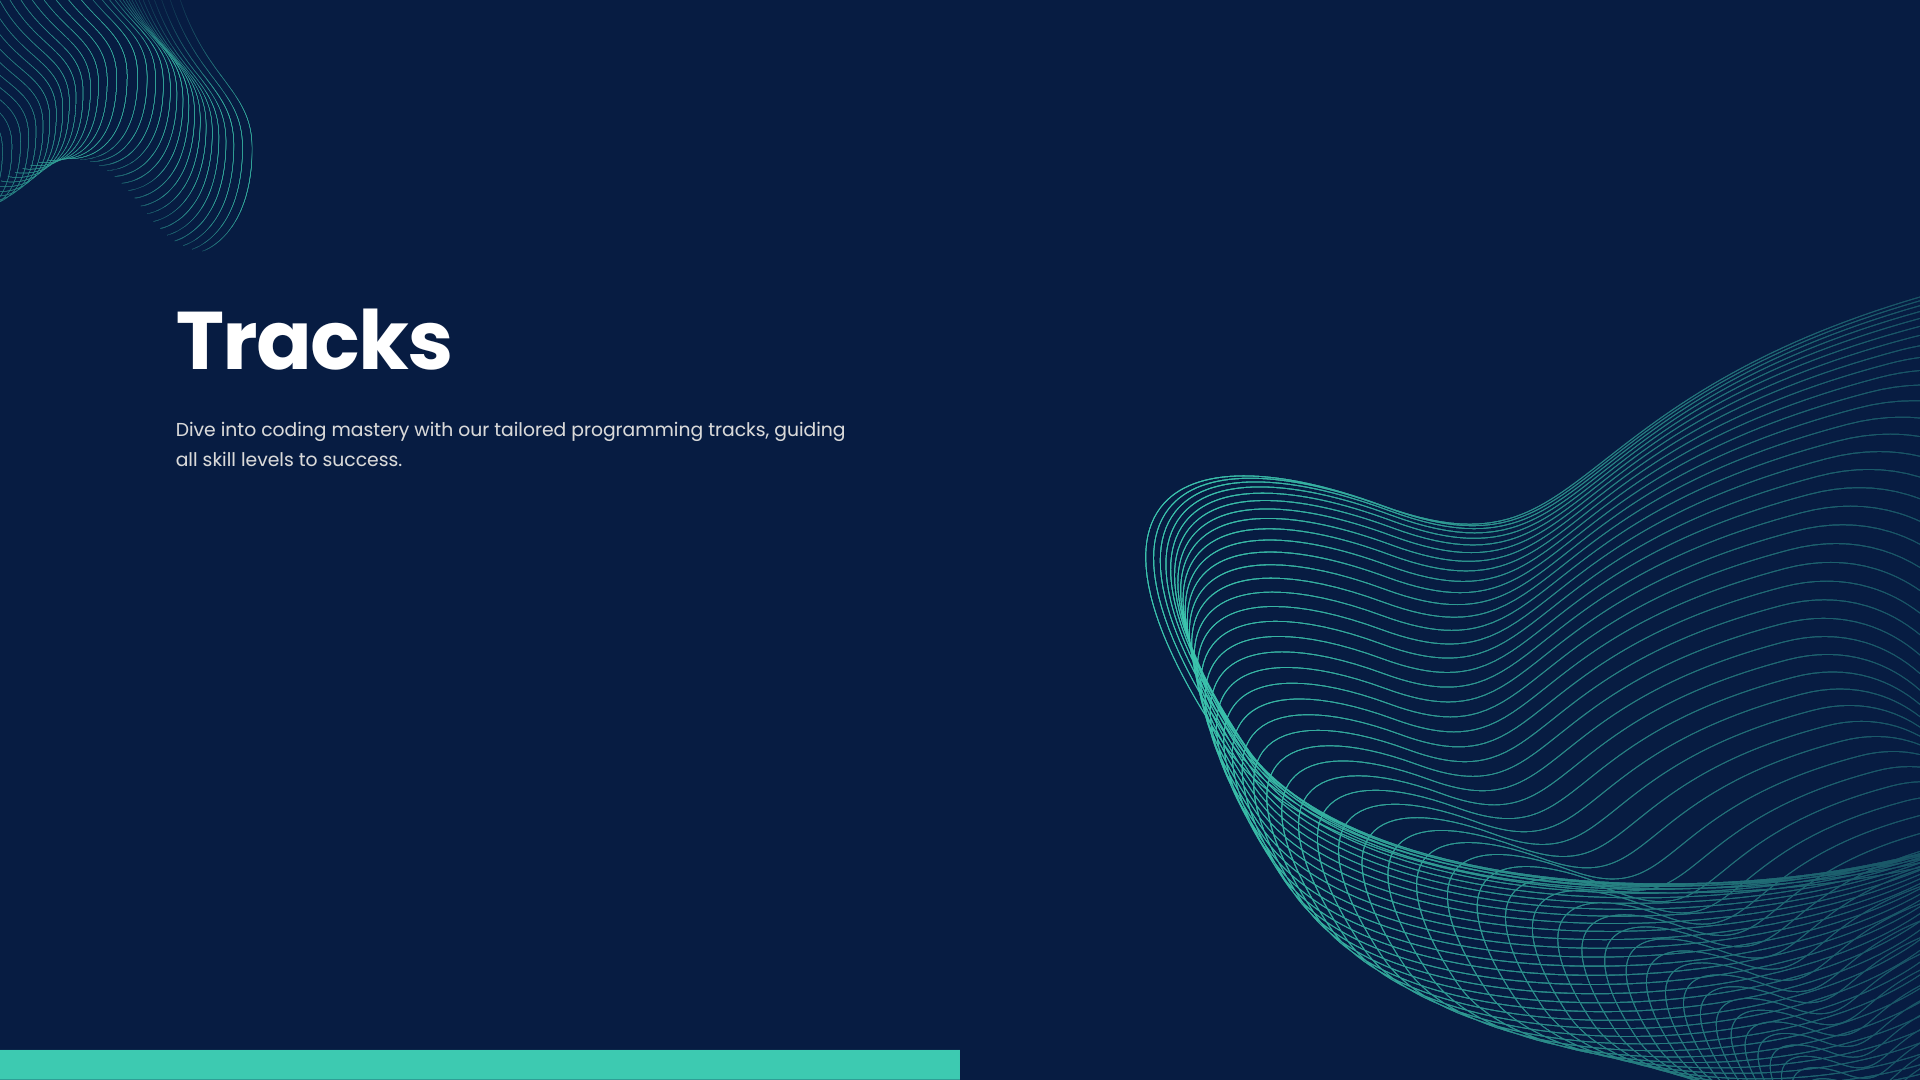 Tracks
Dive into coding mastery with our tailored programming tracks, guiding
all skill levels to success.